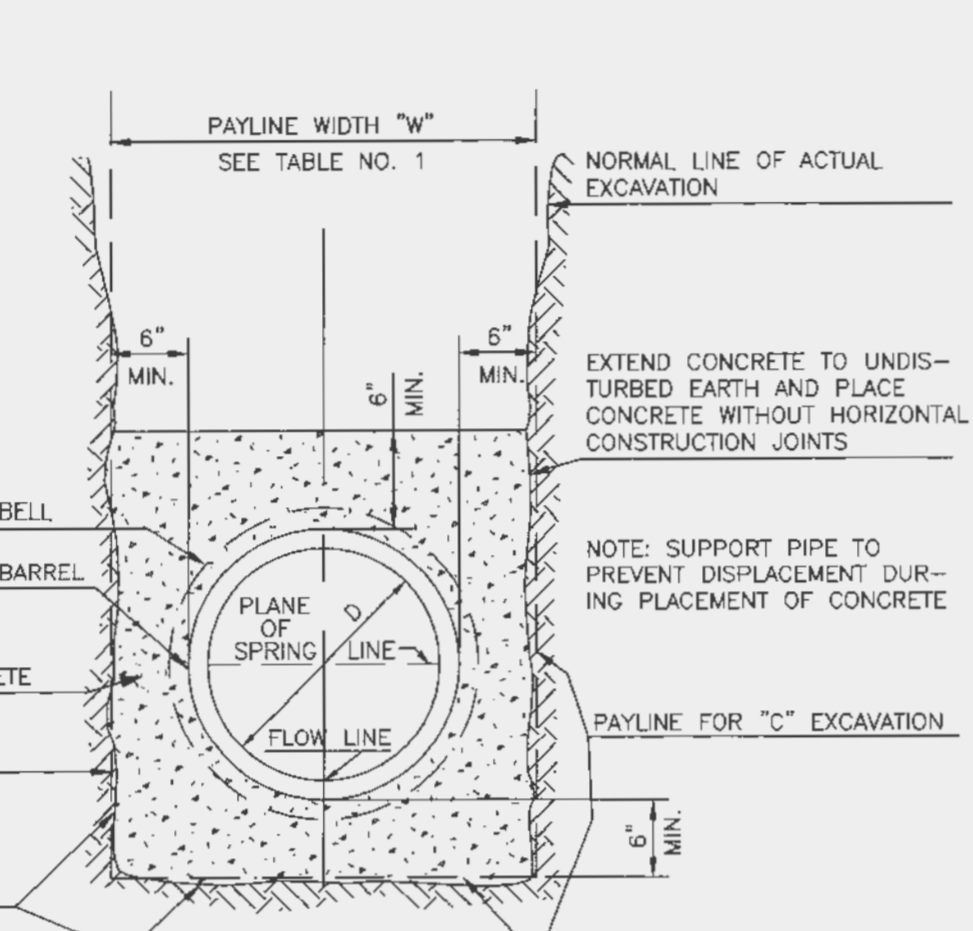 PAYLINE WIDTH "W"
SEE TABLE NO. 1
NORMAL LINE OF ACTUAL
EXCAVATION
6"
MIN.
6"
MIN.
6"
MIN.
EXTEND CONCRETE TO UNDIS-
TURBED EARTH AND PLACE
CONCRETE WITHOUT HORIZONTAL
CONSTRUCTION JOINTS
BELL
NOTE: SUPPORT PIPE TO
PREVENT DISPLACEMENT DUR-
ING PLACEMENT OF CONCRETE
BARREL
PLANE
OF
SPRING LINE
D
ETE
FLOW LINE
PAYLINE FOR "C" EXCAVATION
6"
MIN.